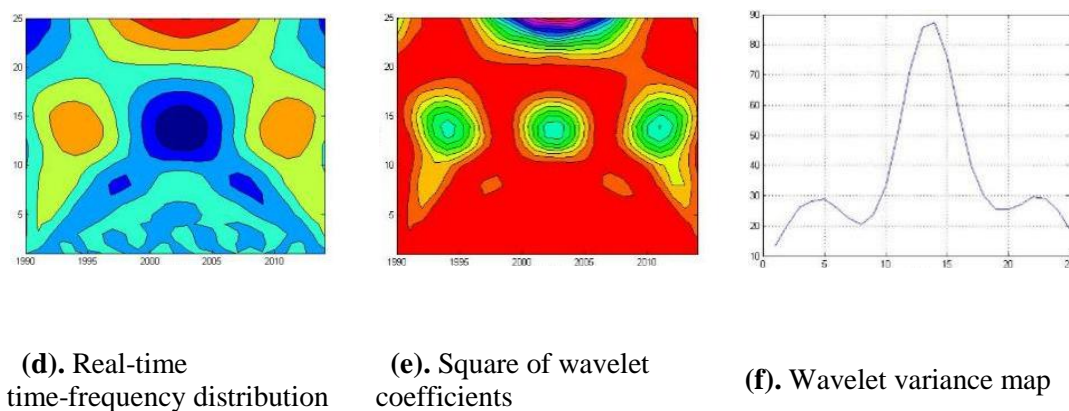 25
20
15
10
5
1990 1995 2000 2005 2010
25
20
15
10
5
1990 1995 2000 2005 2010
90
80
70
60
50
40
30
20
10
0 5 10 15 20 25
(d). Real-time
time-frequency distribution
(e). Square of wavelet
coefficients
(f). Wavelet variance map